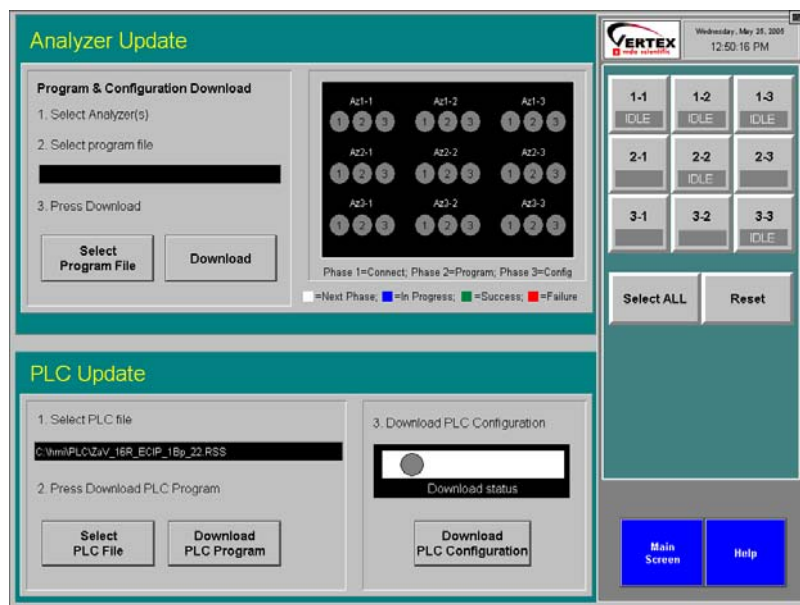 Analyzer Update
Program & Configuration Download
1. Select Analyzer(s)
2. Select program file
3. Press Download
Select
Program File
Download
Az1-1 Az1-2 Az1-3
1 2 3 1 2 3 1 2 3
Az2-1 Az2-2 Az2-3
1 2 3 1 2 3 1 2 3
Az3-1 Az3-2 Az3-3
1 2 3 1 2 3 1 2 3
Phase 1=Connect; Phase 2=Program; Phase 3=Config
=Next Phase; =In Progress; =Success; =Failure
PLC Update
1. Select PLC file
C:\hmi\PLC\ZaV_16R_ECIP_1Bp_22.RSS
2. Press Download PLC Program
Select
PLC File
Download
PLC Program
3. Download PLC Configuration
Download status
Download
PLC Configuration
VERTEX
mda scientific
Wednesday, May 25, 2005
12:50:16 PM
1-1 1-2 1-3
IDLE IDLE IDLE
2-1 2-2 2-3
IDLE
3-1 3-2 3-3
IDLE
Select ALL
Reset
Main
Screen
Help